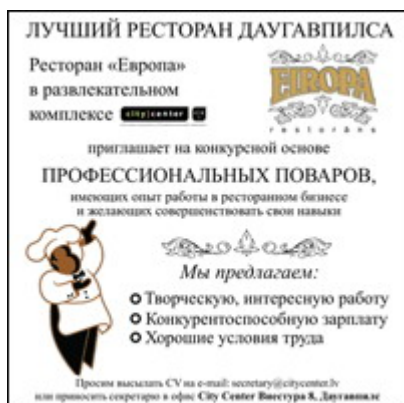 ЛУЧШИЙ РЕСТОРАН ДАУГАВПИЛСА
Ресторан «Европа»
в развлекательном
комплексе city center
EIROPA
restorāns
приглашает на конкурсной основе
ПРОФЕССИОНАЛЬНЫХ ПОВАРОВ,
имеющих опыт работы в ресторанном бизнесе
и желающих совершенствовать свои навыки
Мы предлагаем:
Творческую, интересную работу
Конкурентоспособную зарплату
Хорошие условия труда
Просим высылать CV на e-mail: secretary@citycenter.lv
или приносить секретарю в офис City Center Виестура 8, Даугавпилс